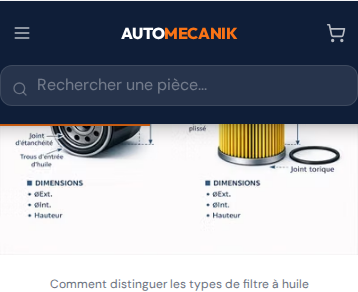 AUTOMECANIK
Rechercher une pièce...
Joint
d'étanchéité
Trous d'entrée
d'huile
DIMENSIONS
• øExt.
• øInt.
• Hauteur
plissé
Joint torique
DIMENSIONS
• øExt.
• øInt.
• Hauteur
Comment distinguer les types de filtre à huile